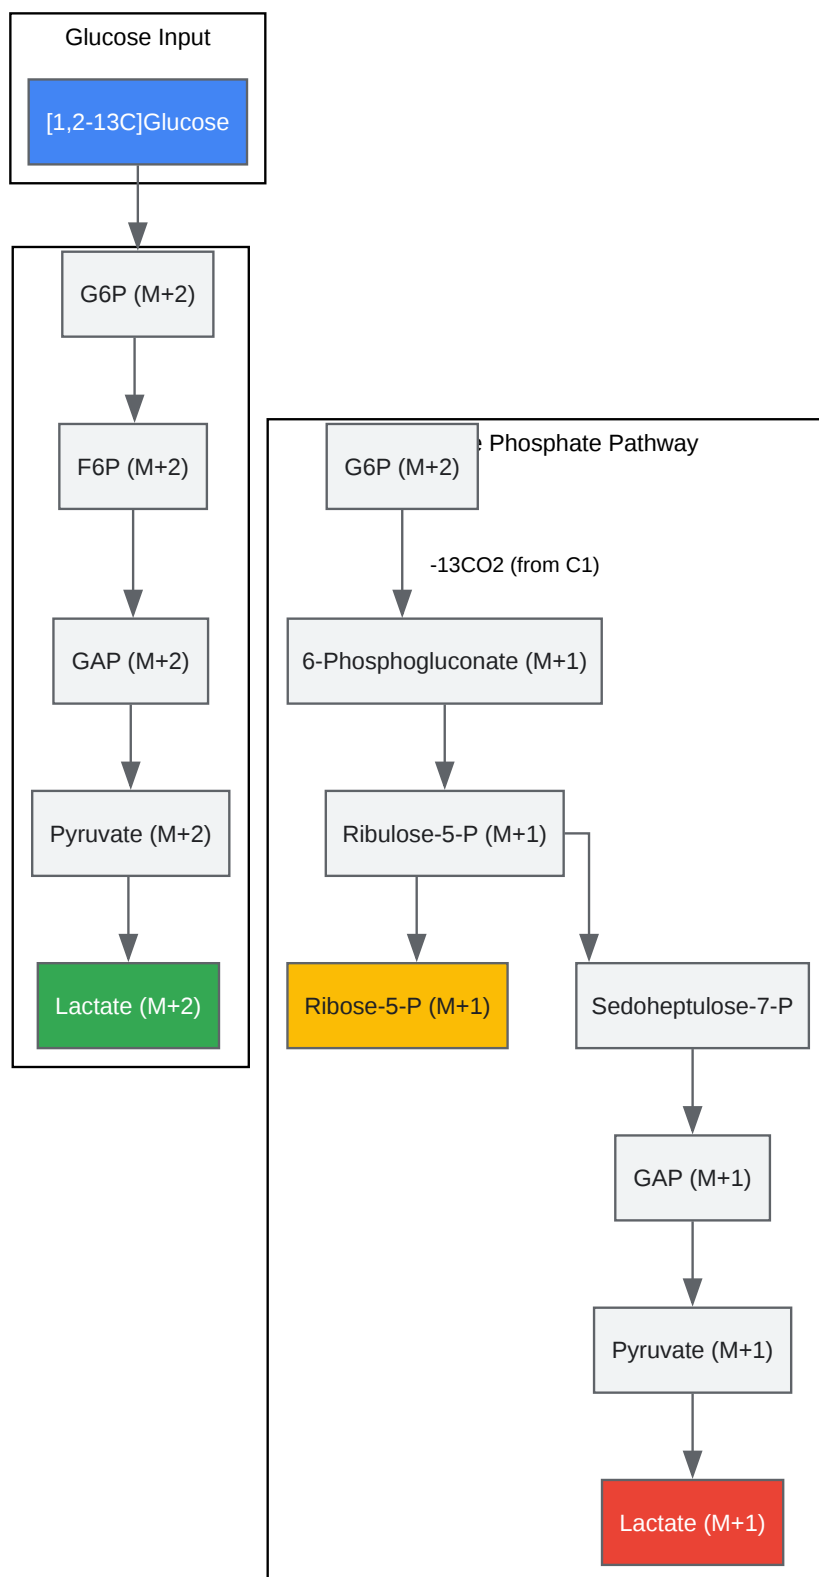 Glucose Input
[1,2-13C]Glucose
G6P (M+2)
F6P (M+2)
GAP (M+2)
Pyruvate (M+2)
Lactate (M+2)
Phosphate Pathway
G6P (M+2)
-13CO2 (from C1)
6-Phosphogluconate (M+1)
Ribulose-5-P (M+1)
Ribose-5-P (M+1)
Sedoheptulose-7-P
GAP (M+1)
Pyruvate (M+1)
Lactate (M+1)